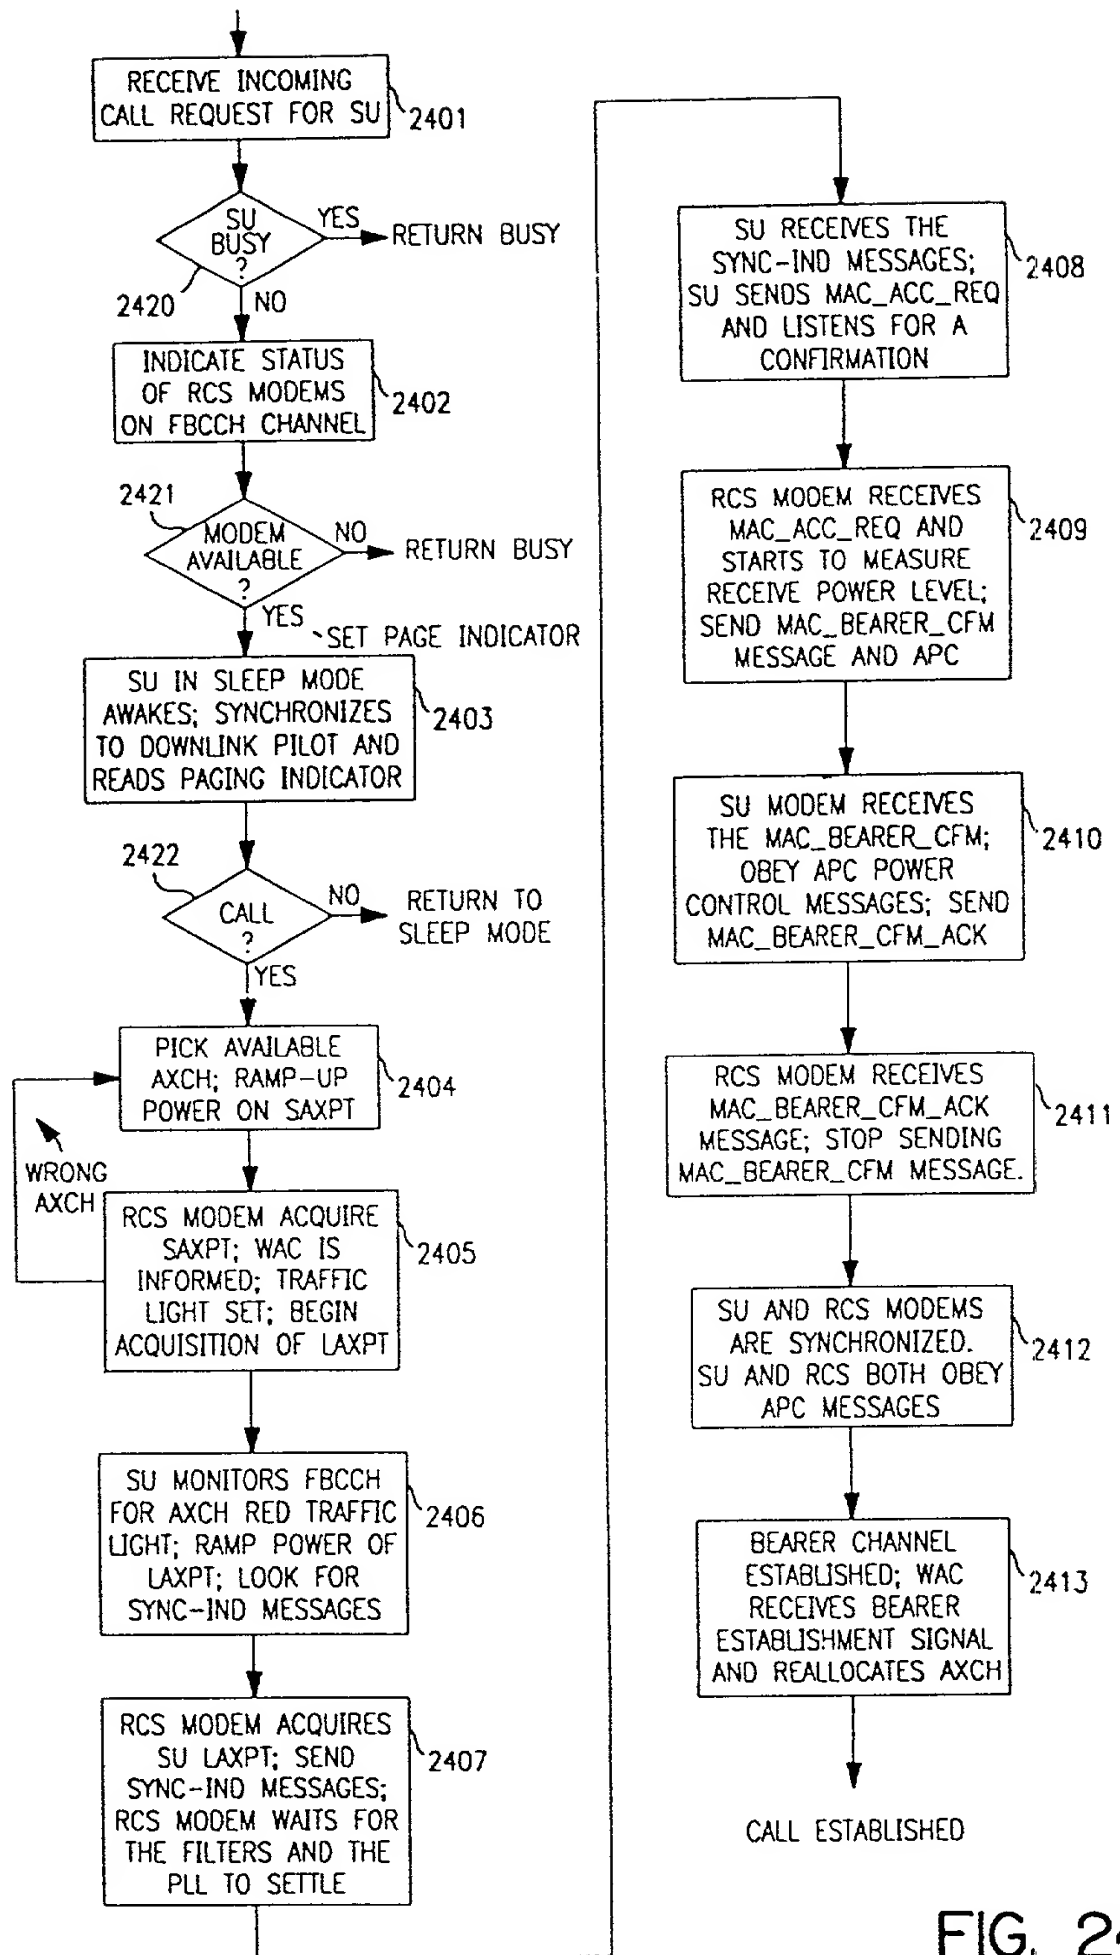 RECEIVE INCOMING
CALL REQUEST FOR SU
2401
SU
BUSY
?
YES
RETURN BUSY
2420
NO
INDICATE STATUS
OF RCS MODEMS
ON FBCCH CHANNEL
2402
2421
MODEM
AVAILABLE
?
NO
RETURN BUSY
YES
SET PAGE INDICATOR
SU IN SLEEP MODE
AWAKES; SYNCHRONIZES
TO DOWNLINK PILOT AND
READS PAGING INDICATOR
2403
2422
CALL
?
NO
RETURN TO
SLEEP MODE
YES
PICK AVAILABLE
AXCH; RAMP-UP
POWER ON SAXPT
2404
WRONG
AXCH
RCS MODEM ACQUIRE
SAXPT; WAC IS
INFORMED; TRAFFIC
LIGHT SET; BEGIN
ACQUISITION OF LAXPT
2405
SU MONITORS FBCCH
FOR AXCH RED TRAFFIC
LIGHT; RAMP POWER OF
LAXPT; LOOK FOR
SYNC-IND MESSAGES
2406
RCS MODEM ACQUIRES
SU LAXPT; SEND
SYNC-IND MESSAGES;
RCS MODEM WAITS FOR
THE FILTERS AND THE
PLL TO SETTLE
2407
SU RECEIVES THE
SYNC-IND MESSAGES;
SU SENDS MAC_ACC_REQ
AND LISTENS FOR A
CONFIRMATION
2408
RCS MODEM RECEIVES
MAC_ACC_REQ AND
STARTS TO MEASURE
RECEIVE POWER LEVEL;
SEND MAC_BEARER_CFM
MESSAGE AND APC
2409
SU MODEM RECEIVES
THE MAC_BEARER_CFM;
OBEY APC POWER
CONTROL MESSAGES; SEND
MAC_BEARER_CFM_ACK
2410
RCS MODEM RECEIVES
MAC_BEARER_CFM_ACK
MESSAGE; STOP SENDING
MAC_BEARER_CFM MESSAGE.
2411
SU AND RCS MODEMS
ARE SYNCHRONIZED.
SU AND RCS BOTH OBEY
APC MESSAGES
2412
BEARER CHANNEL
ESTABLISHED; WAC
RECEIVES BEARER
ESTABLISHMENT SIGNAL
AND REALLOCATES AXCH
2413
CALL ESTABLISHED
FIG. 2